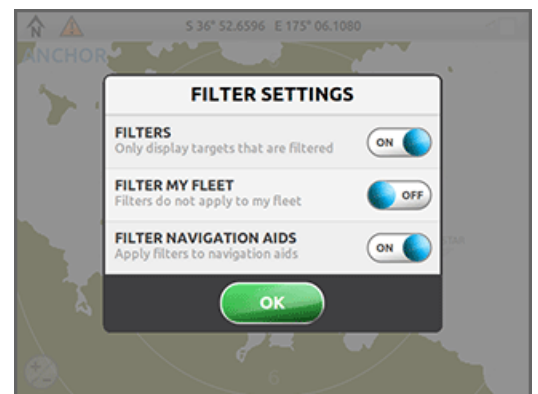 N
S 36° 52.6596 E 175° 06.1080
ANCHOR
FILTER SETTINGS
FILTERS
Only display targets that are filtered
ON
FILTER MY FLEET
Filters do not apply to my fleet
OFF
FILTER NAVIGATION AIDS
Apply filters to navigation aids
ON
OK
6